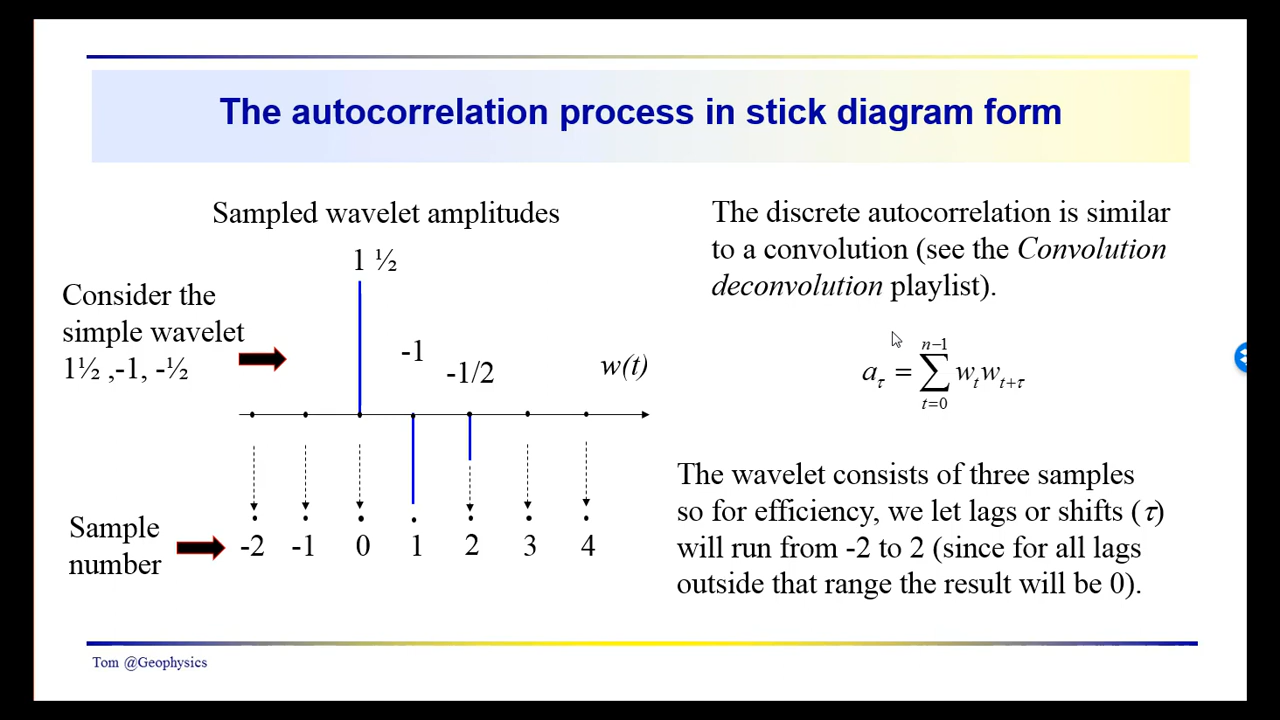 The autocorrelation process in stick diagram form
Sampled wavelet amplitudes
1 ½
Consider the
simple wavelet
1½ ,-1, -½
-1
-1/2
w(t)
Sample
number
-2 -1 0 1 2 3 4
The discrete autocorrelation is similar
to a convolution (see the Convolution
deconvolution playlist).
a_τ = ∑_{t=0}^{n−1} w_t w_{t+τ}
The wavelet consists of three samples
so for efficiency, we let lags or shifts (τ)
will run from -2 to 2 (since for all lags
outside that range the result will be 0).
Tom @Geophysics